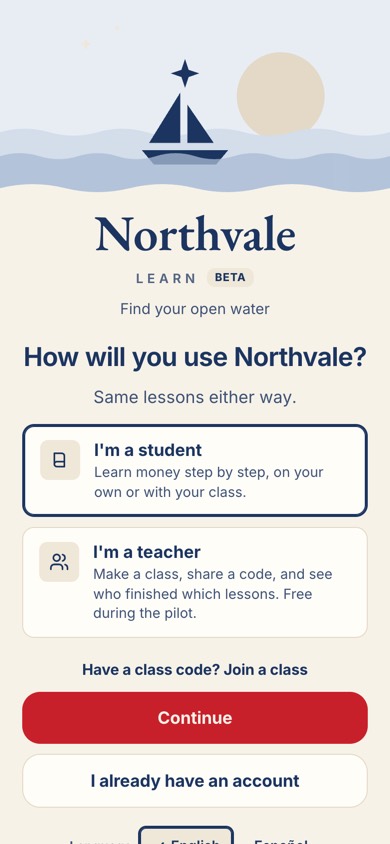 Northvale
LEARN BETA
Find your open water
How will you use Northvale?
Same lessons either way.
I'm a student
Learn money step by step, on your
own or with your class.
I'm a teacher
Make a class, share a code, and see
who finished which lessons. Free
during the pilot.
Have a class code? Join a class
Continue
I already have an account
English Español